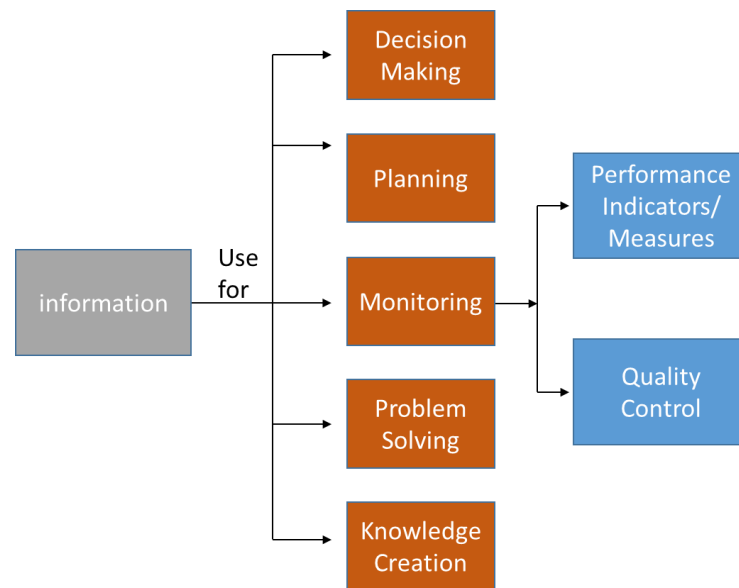 Decision
Making
Planning
Performance
Indicators/
Measures
Use
for
information
Monitoring
Quality
Control
Problem
Solving
Knowledge
Creation